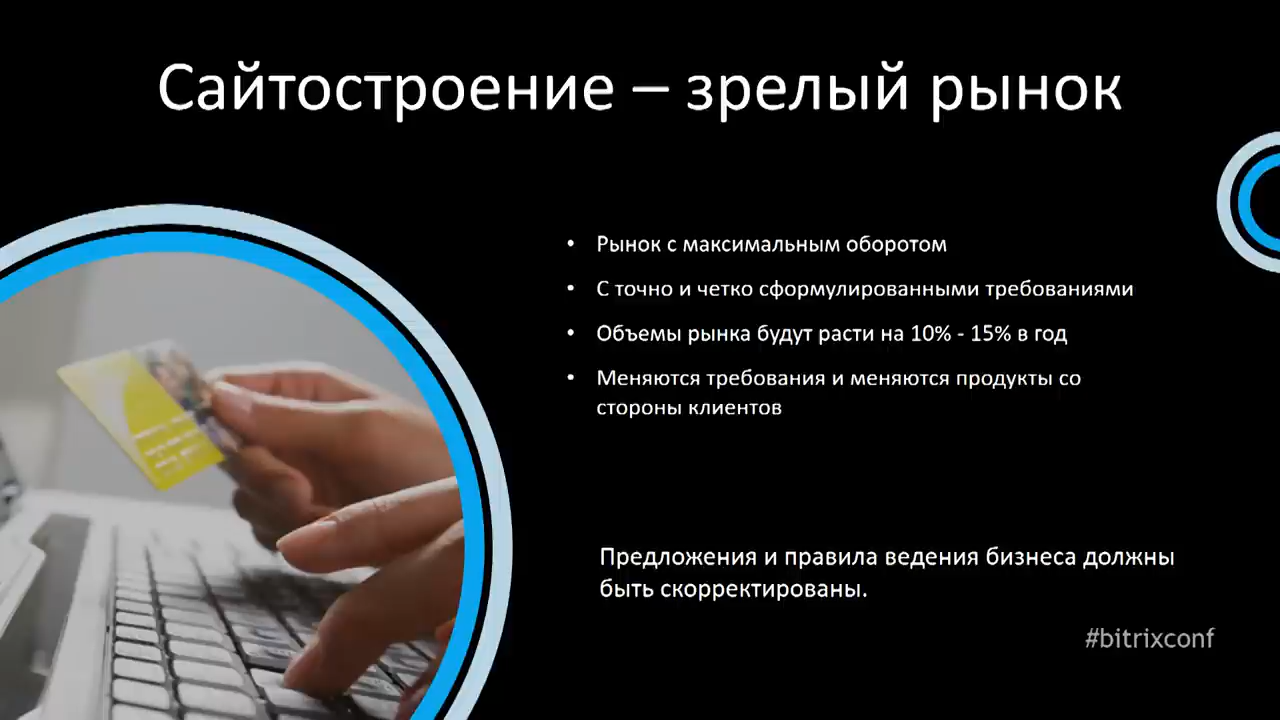 Сайтостроение – зрелый рынок
• Рынок с максимальным оборотом
• С точно и четко сформулированными требованиями
• Объемы рынка будут расти на 10% - 15% в год
• Меняются требования и меняются продукты со
стороны клиентов
Предложения и правила ведения бизнеса должны
быть скорректированы.
#bitrixconf